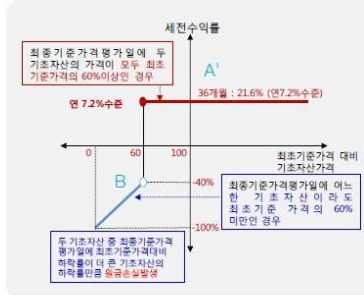 세전수익률
최종기준가격평가일에 두
기초자산의 가격이 모두 최초
기준가격의 60%이상인 경우
A'
36개월 : 21.6% (연7.2%수준)
연 7.2%수준
0
60
100
최초기준가격 대비
기초자산가격
B
-40%
최종기준가격평가일에 어느
한 기초자산이라도
최초기준 가격의 60%
미만인 경우
-100%
두 기초자산 중 최종기준가격
평가일에 최초기준가격대비
하락률이 더 큰 기초자산의
하락률만큼 원금손실발생